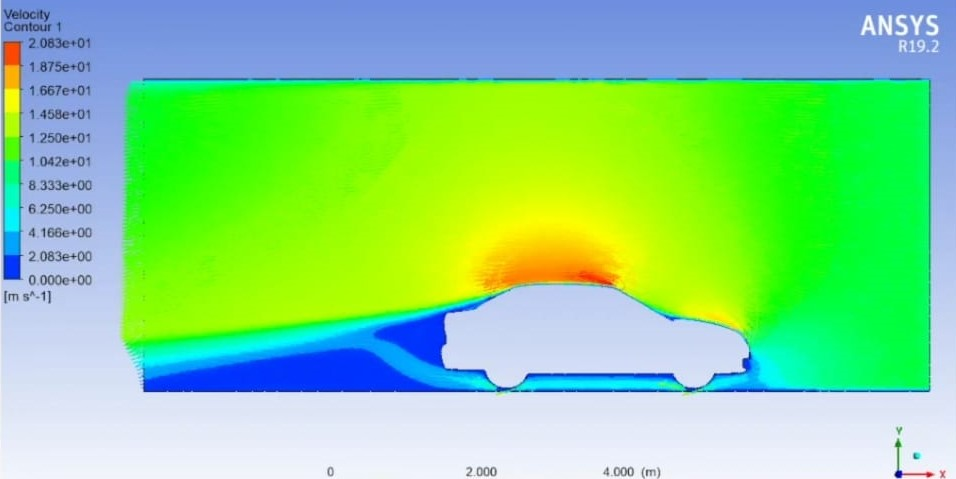 Velocity
Contour 1
2.083e+01
1.875e+01
1.667e+01
1.458e+01
1.250e+01
1.042e+01
8.333e+00
6.250e+00
4.166e+00
2.083e+00
0.000e+00
[m s^-1]
ANSYS
R19.2
0 2.000 4.000 (m)
Y
X